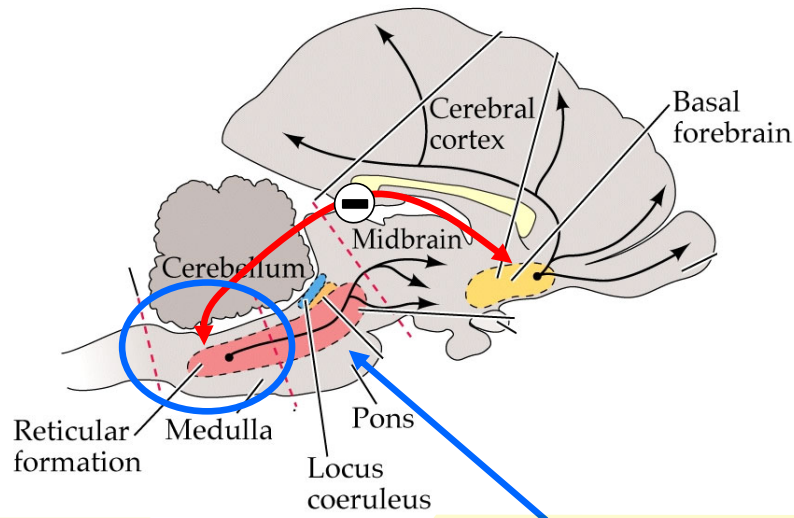 Cerebral
cortex
Basal
forebrain
Midbrain
Cerebellum
Pons
Medulla
Reticular
formation
Locus
coeruleus